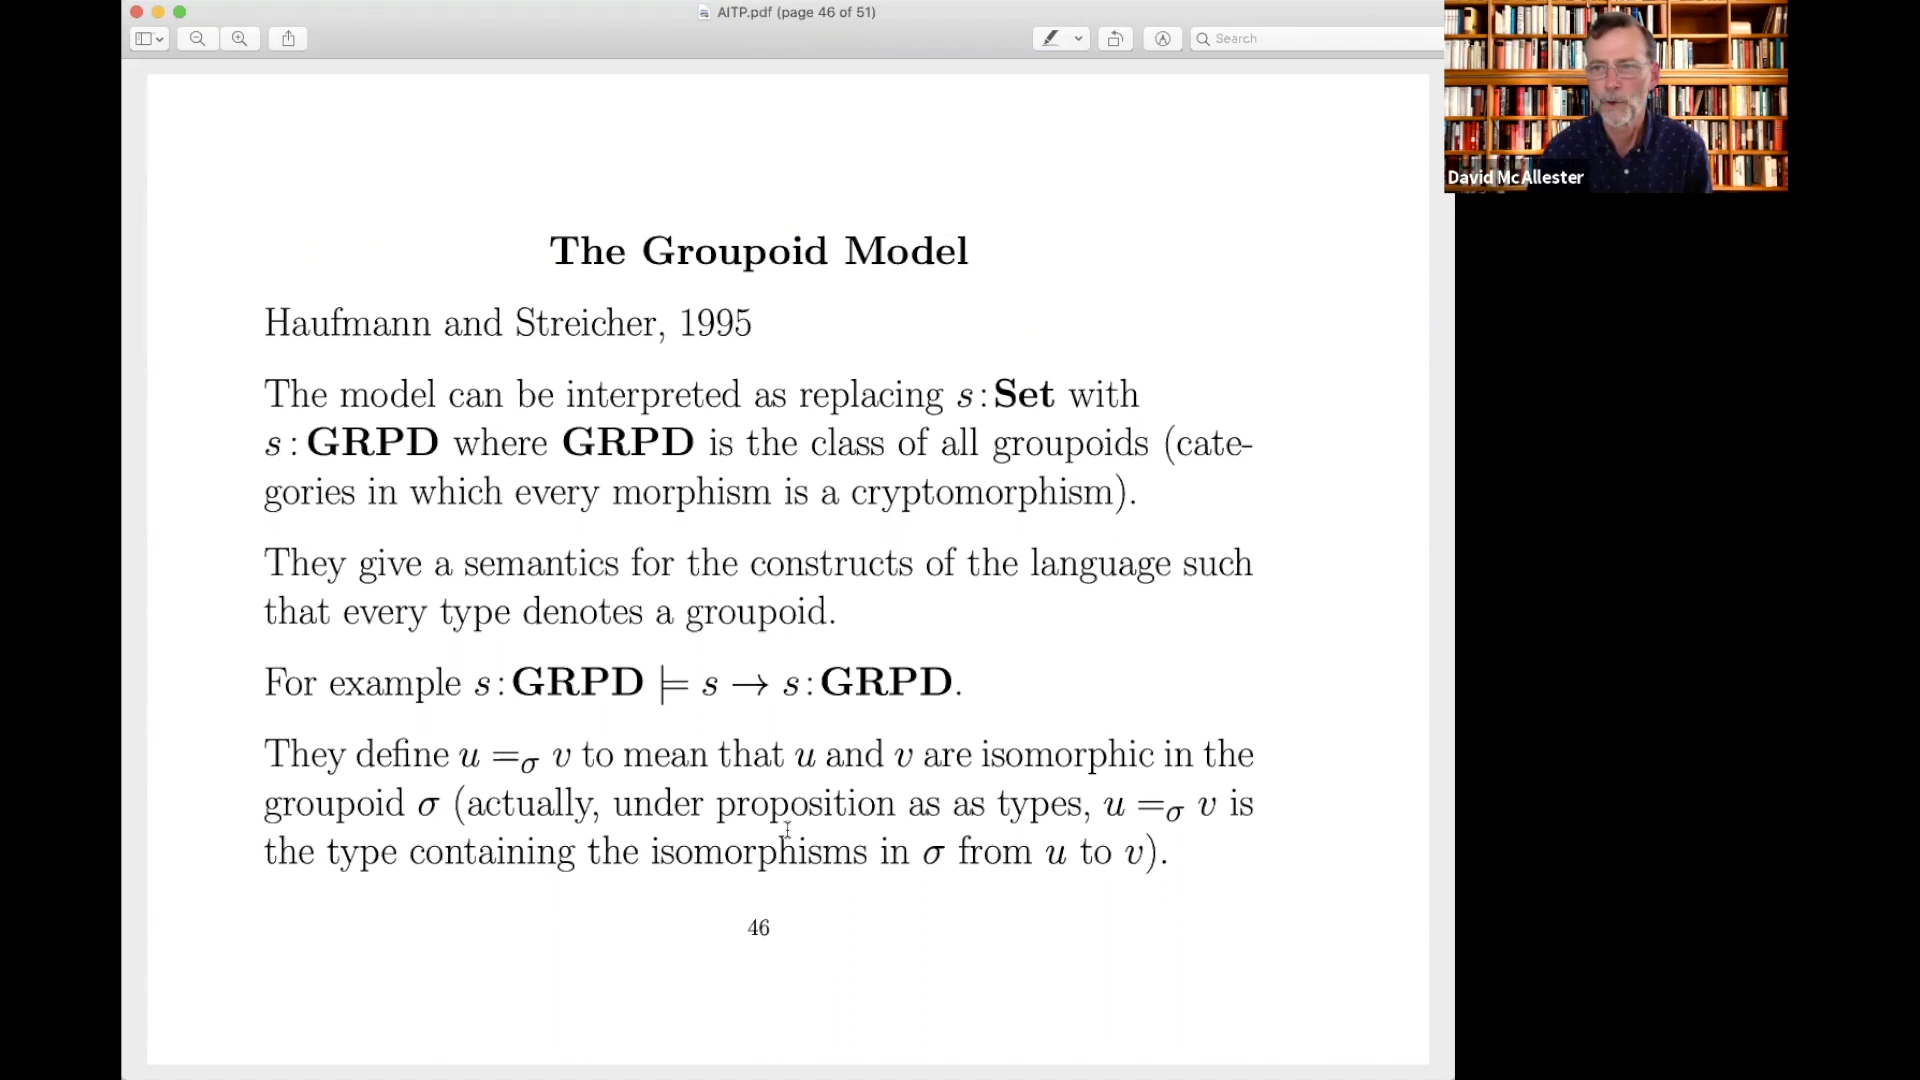 AITP.pdf (page 46 of 51)
Search
David McAllester
The Groupoid Model
Haufmann and Streicher, 1995
The model can be interpreted as replacing s : Set with
s : GRPD where GRPD is the class of all groupoids (cate-
gories in which every morphism is a cryptomorphism).
They give a semantics for the constructs of the language such
that every type denotes a groupoid.
For example s : GRPD ⊨ s → s : GRPD.
They define u =σ v to mean that u and v are isomorphic in the
groupoid σ (actually, under proposition as as types, u =σ v is
the type containing the isomorphisms in σ from u to v).
46